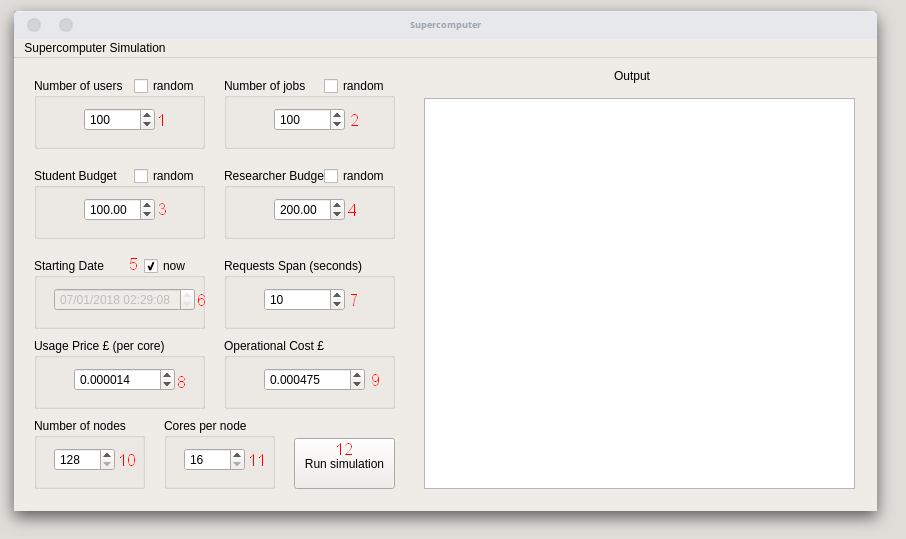 Supercomputer
Supercomputer Simulation
Number of users random Number of jobs random
100 1 100 2
Student Budget random Researcher Budge random
100.00 3 200.00 4
Starting Date 5 now Requests Span (seconds)
07/01/2018 02:29:08 6 10 7
Usage Price £ (per core) Operational Cost £
0.000014 8 0.000475 9
Number of nodes Cores per node
128 10 16 11
12
Run simulation
Output